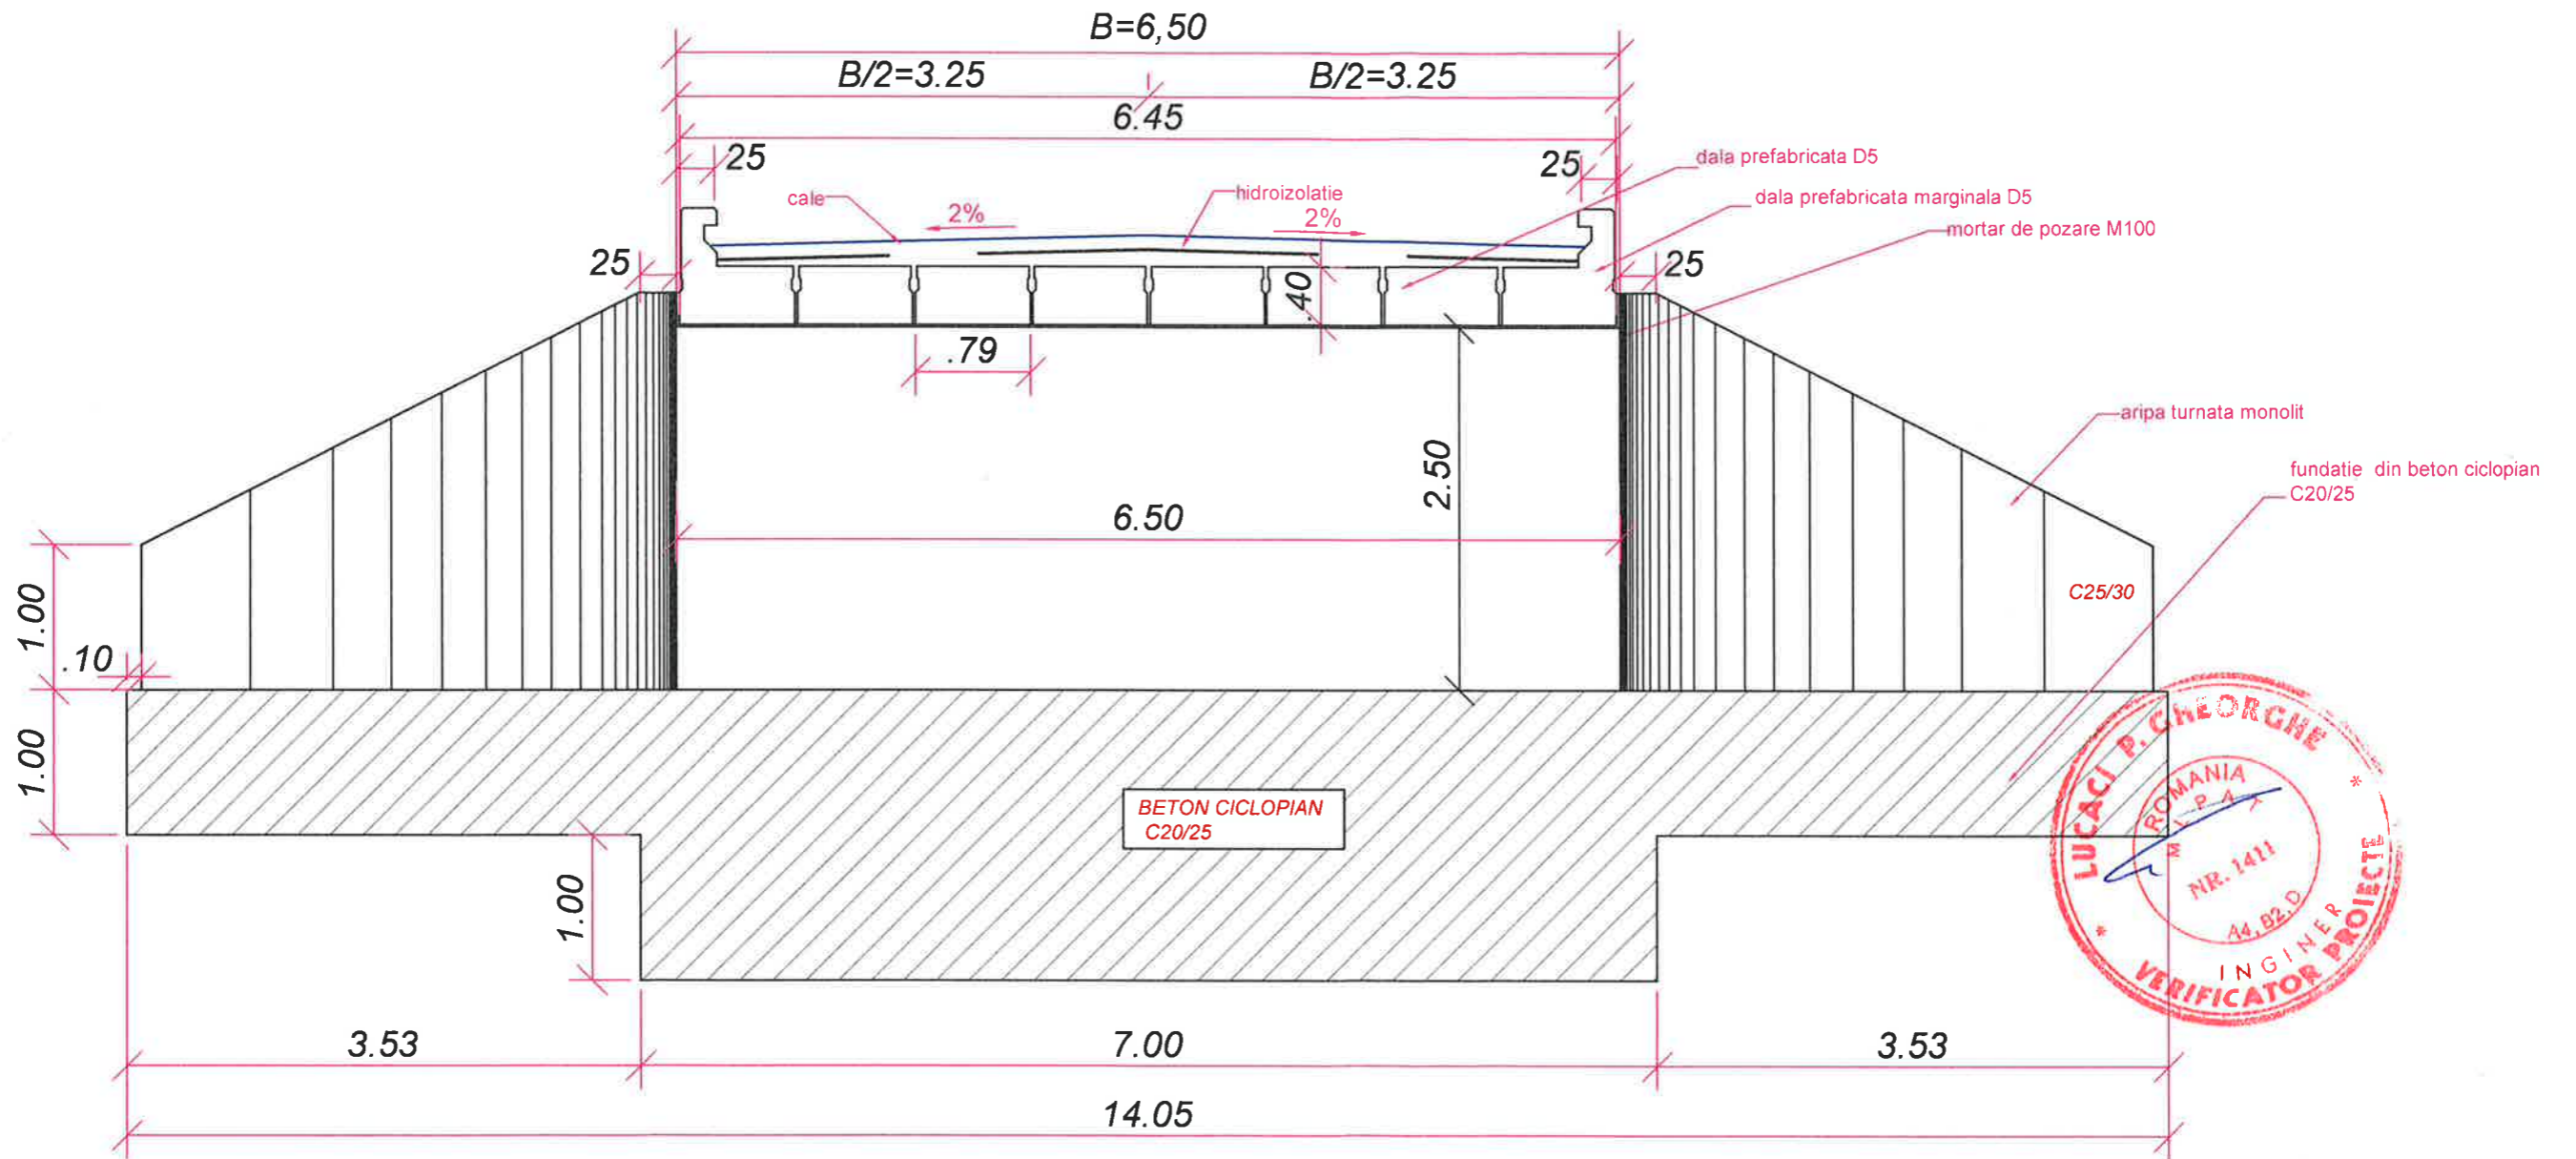 B=6,50
B/2=3.25
B/2=3.25
6.45
25
25
dala prefabricata D5
cale
2%
hidroizolatie
2%
dala prefabricata marginala D5
mortar de pozare M100
25
25
.40
.79
aripa turnata monolit
2.50
fundatie din beton ciclopian
C20/25
6.50
1.00
C25/30
.10
1.00
BETON CICLOPIAN
C20/25
1.00
LUCACI P. GHEORGHE
ROMANIA
M L P A T
NR. 1411
A4, B2, D
INGINER
* VERIFICATOR PROIECTE *
3.53
7.00
3.53
14.05